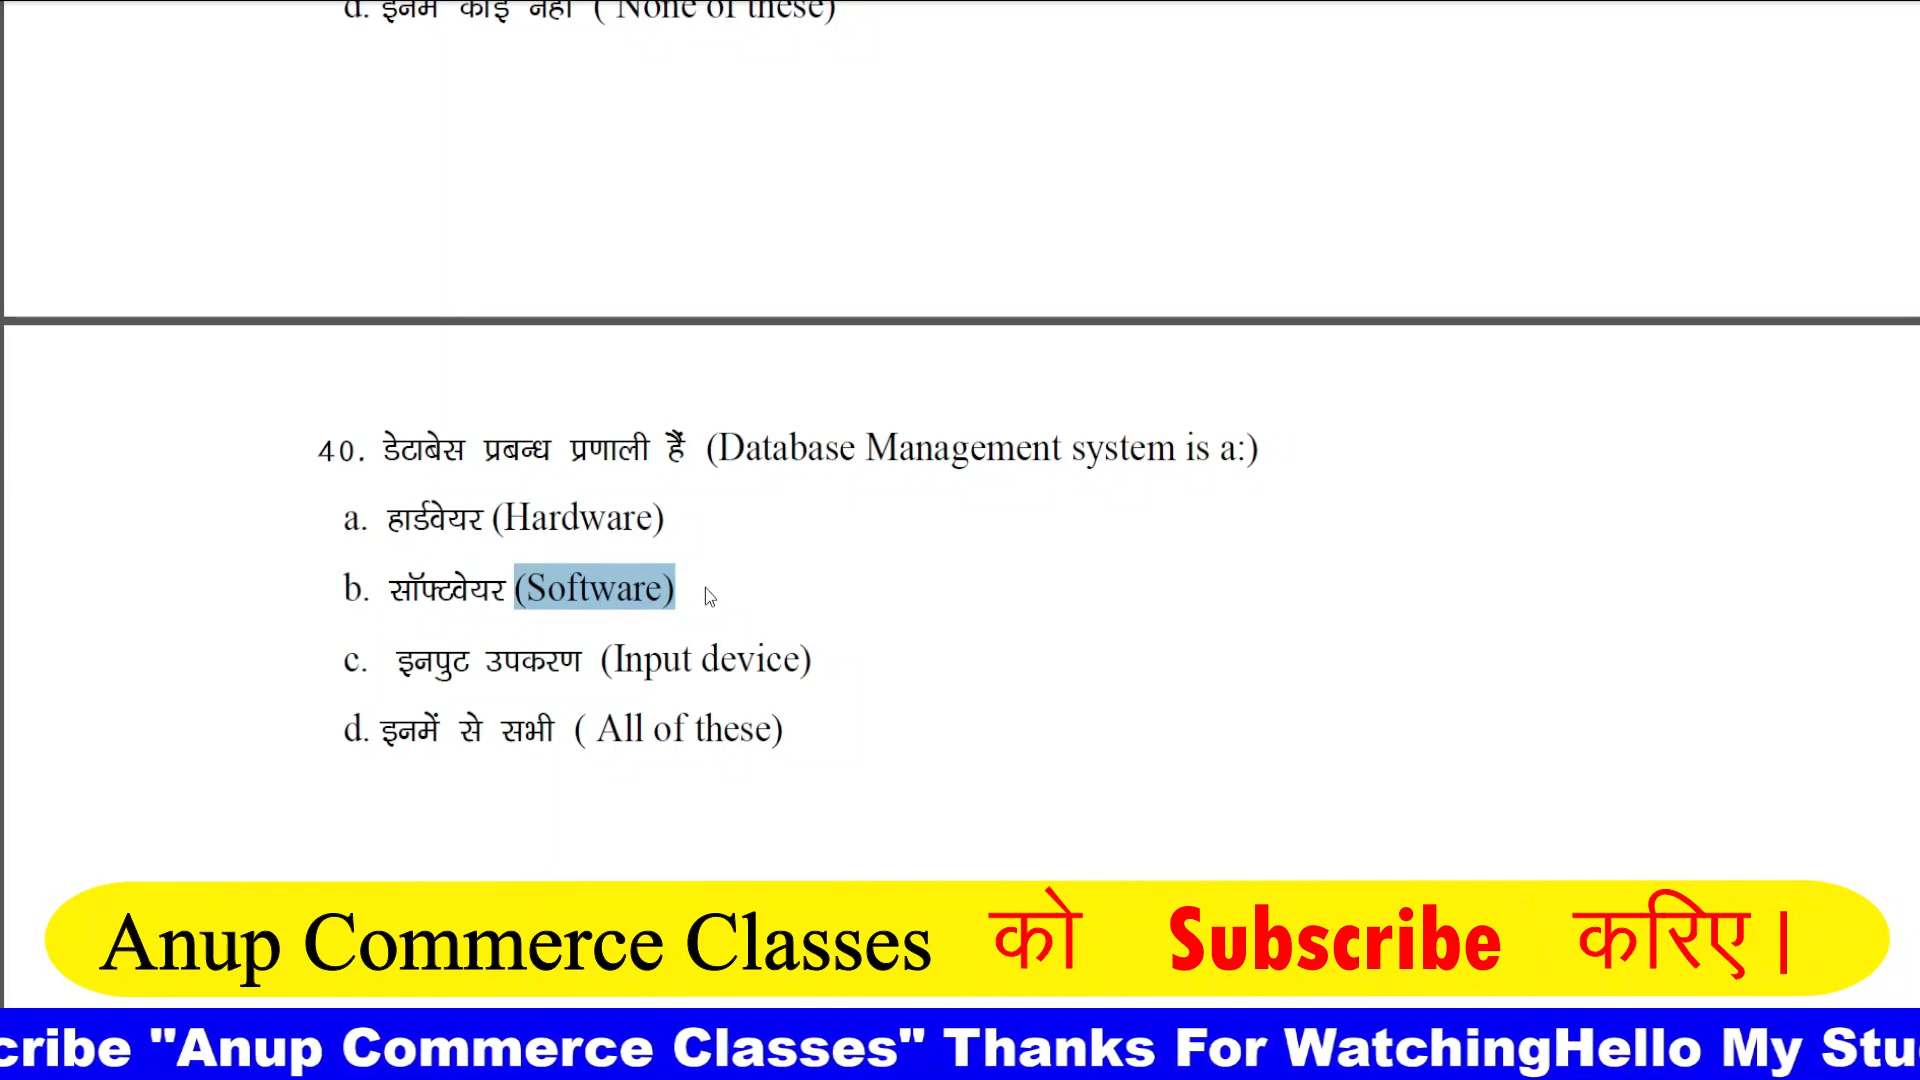 d. इनमें कोई नहीं ( None of these)
40. डेटाबेस प्रबन्ध प्रणाली हैं (Database Management system is a:)
a. हार्डवेयर (Hardware)
b. सॉफ्टवेयर (Software)
c. इनपुट उपकरण (Input device)
d. इनमें से सभी ( All of these)
Anup Commerce Classes को Subscribe करिए।
cribe "Anup Commerce Classes" Thanks For WatchingHello My Stu